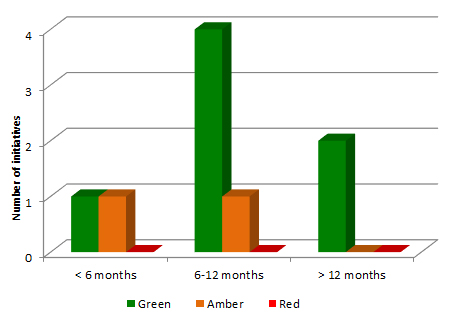 Number of initiatives
4
3
2
1
0
< 6 months 6-12 months > 12 months
Green Amber Red